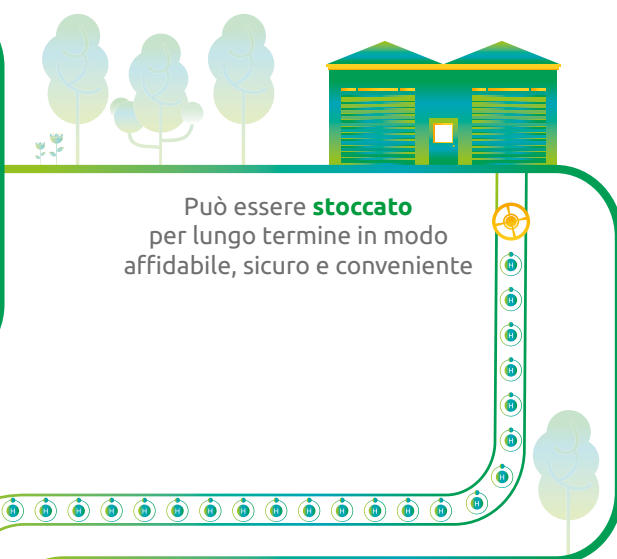 Può essere stoccato
per lungo termine in modo
affidabile, sicuro e conveniente
H
H
H
H
H
H
H
H H H H H H H H H H H H H H